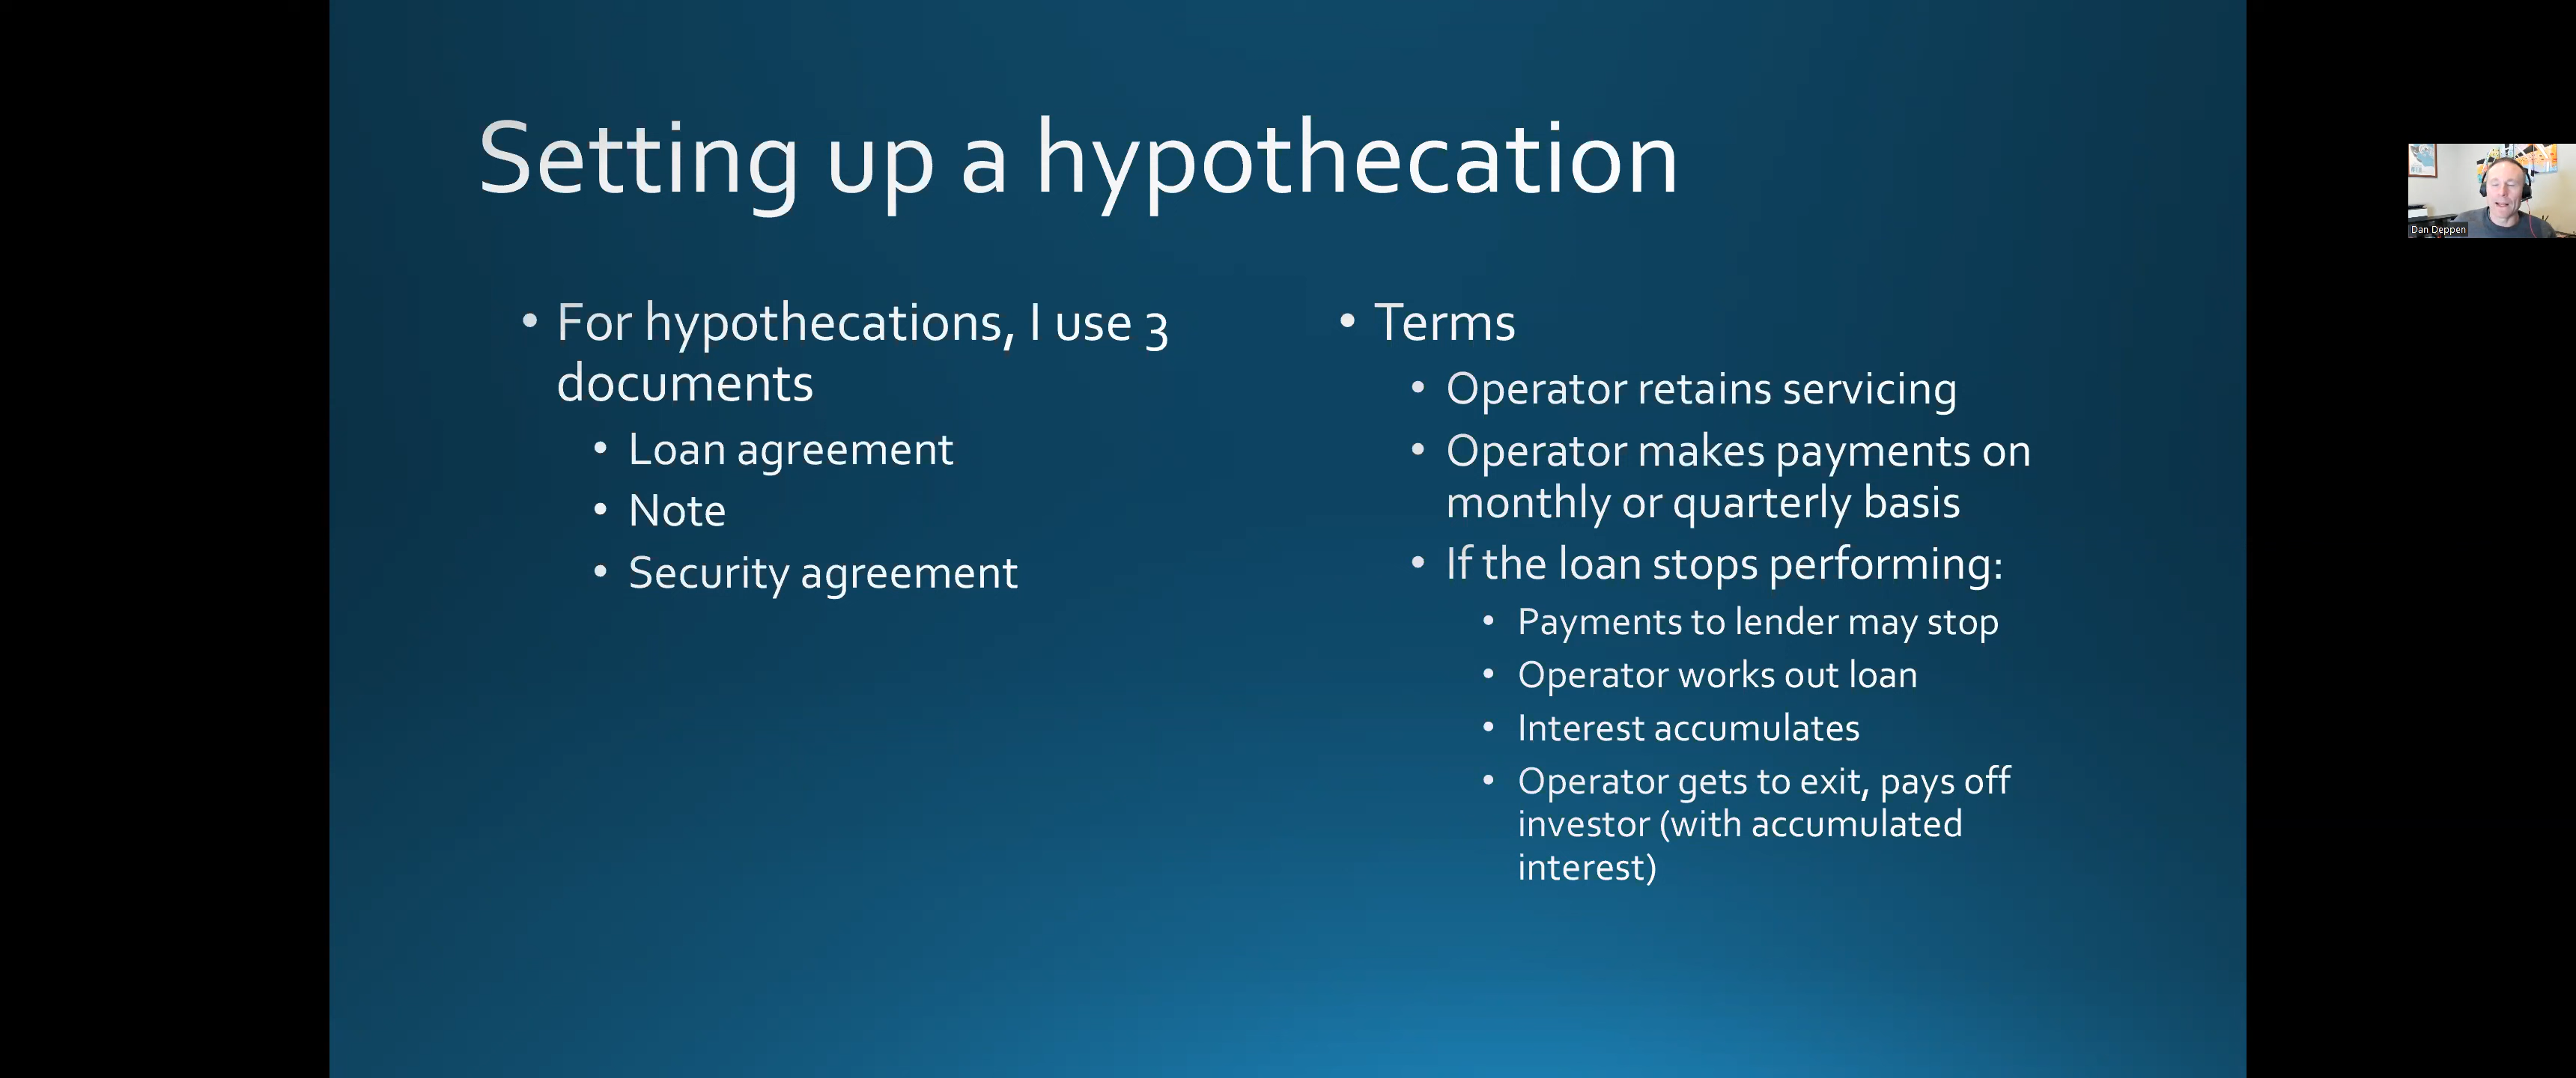 Setting up a hypothecation
• For hypothecations, I use 3
documents
• Loan agreement
• Note
• Security agreement
• Terms
• Operator retains servicing
• Operator makes payments on
monthly or quarterly basis
• If the loan stops performing:
• Payments to lender may stop
• Operator works out loan
• Interest accumulates
• Operator gets to exit, pays off
investor (with accumulated
interest)
Dan Deppen